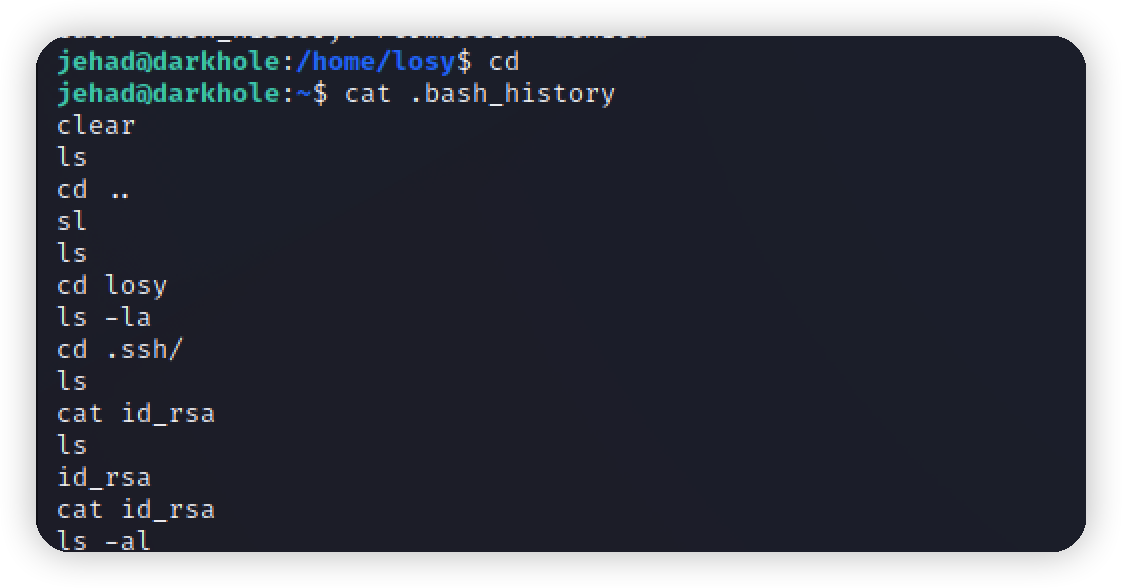 jehad@darkhole:/home/losy$ cd
jehad@darkhole:~$ cat .bash_history
clear
ls
cd ..
sl
ls
cd losy
ls -la
cd .ssh/
ls
cat id_rsa
ls
id_rsa
cat id_rsa
ls -al